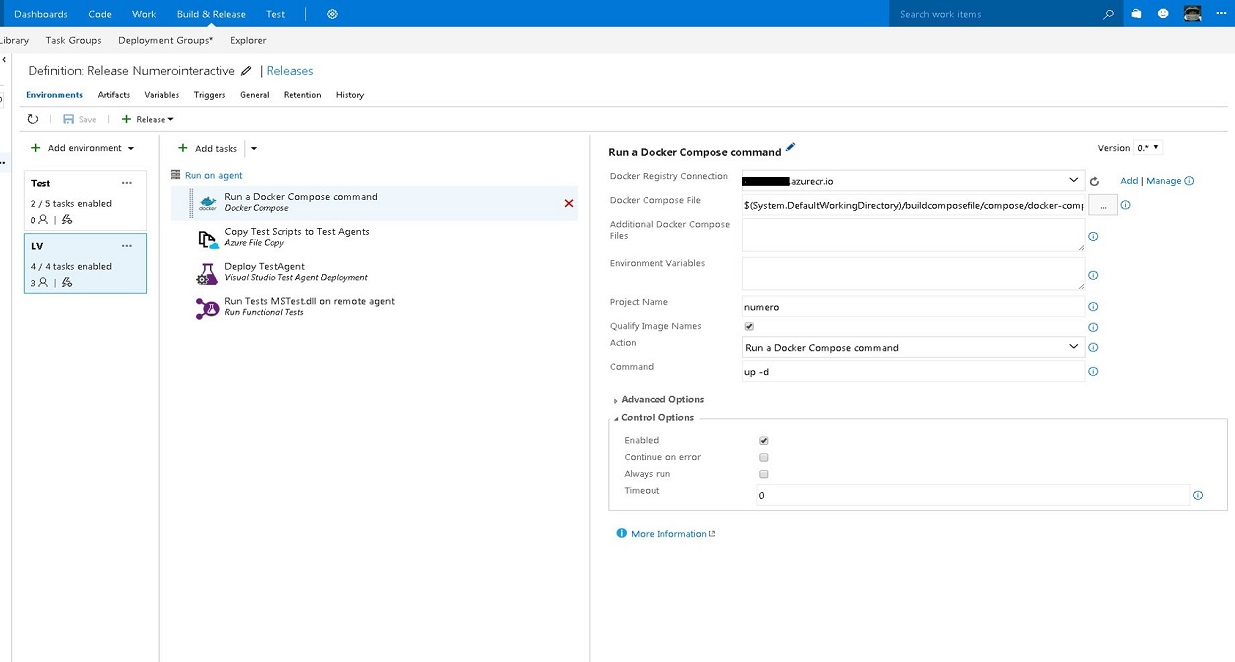 Dashboards Code Work Build & Release Test Search work items
Library Task Groups Deployment Groups* Explorer
Definition: Release Numerointeractive | Releases
Environments Artifacts Variables Triggers General Retention History
Save Release
Add environment
Test
2 / 5 tasks enabled
0
LV
4 / 4 tasks enabled
3
Add tasks
Run on agent
Run a Docker Compose command
Docker Compose
Copy Test Scripts to Test Agents
Azure File Copy
Deploy TestAgent
Visual Studio Test Agent Deployment
Run Tests MSTest.dll on remote agent
Run Functional Tests
Run a Docker Compose command Version 0.*
Docker Registry Connection .azurecr.io Add | Manage
Docker Compose File $(System.DefaultWorkingDirectory)/buildcomposefile/compose/docker-comp ...
Additional Docker Compose
Files
Environment Variables
Project Name numero
Qualify Image Names
Action Run a Docker Compose command
Command up -d
Advanced Options
Control Options
Enabled
Continue on error
Always run
Timeout 0
More Information